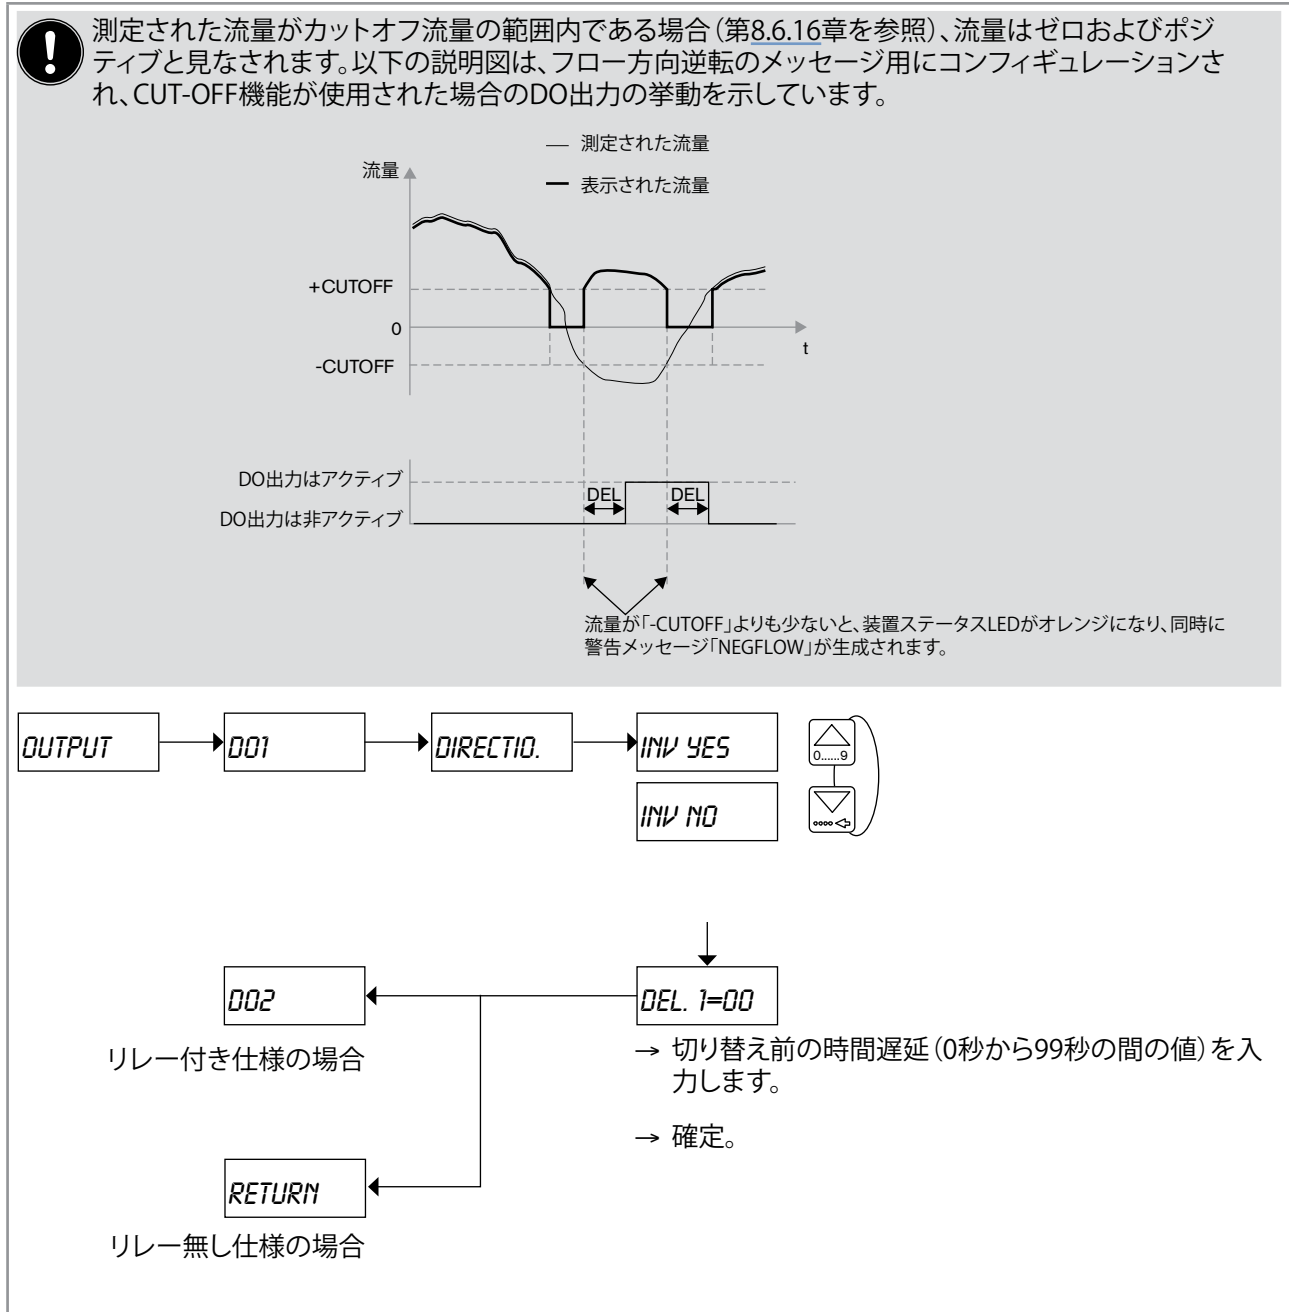 測定された流量がカットオフ流量の範囲内である場合（第8.6.16章を参照）、流量はゼロおよびポジ
ティブと見なされます。以下の説明図は、フロー方向逆転のメッセージ用にコンフィギュレーションさ
れ、CUT-OFF機能が使用された場合のDO出力の挙動を示しています。
測定された流量
流量
表示された流量
+CUTOFF
0
t
-CUTOFF
DO出力はアクティブ
DEL DEL
DO出力は非アクティブ
流量が「-CUTOFF」よりも少ないと、装置ステータスLEDがオレンジになり、同時に
警告メッセージ「NEGFLOW」が生成されます。
OUTPUT DO1 DIRECTIO. INV YES
0......9
INV NO
DO2 DEL. 1=00
リレー付き仕様の場合
→ 切り替え前の時間遅延（0秒から99秒の間の値）を入
力します。
→ 確定。
RETURN
リレー無し仕様の場合